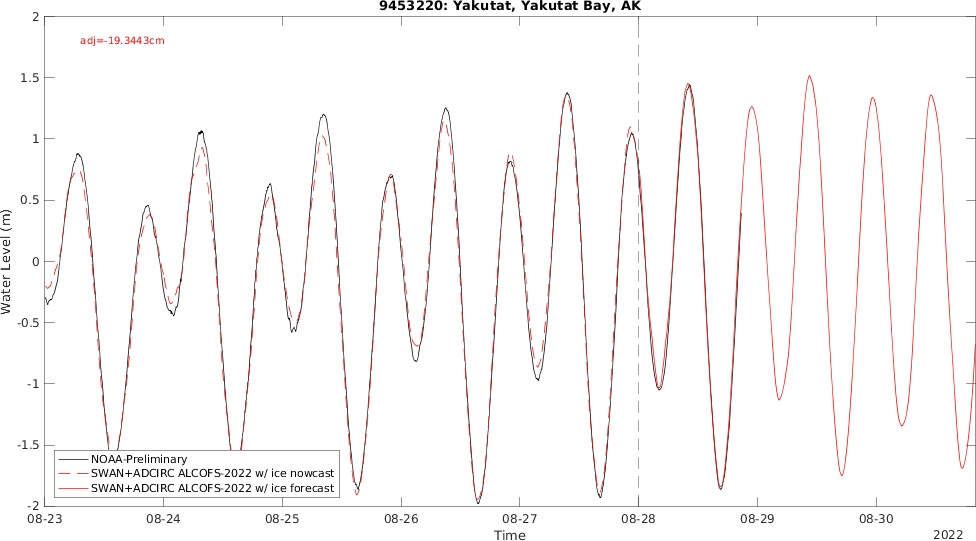 9453220: Yakutat, Yakutat Bay, AK
adj=-19.3443cm
Water Level (m)
2
1.5
1
0.5
0
-0.5
-1
-1.5
-2
NOAA-Preliminary
SWAN+ADCIRC ALCOFS-2022 w/ ice nowcast
SWAN+ADCIRC ALCOFS-2022 w/ ice forecast
08-23 08-24 08-25 08-26 08-27 08-28 08-29 08-30
Time
2022